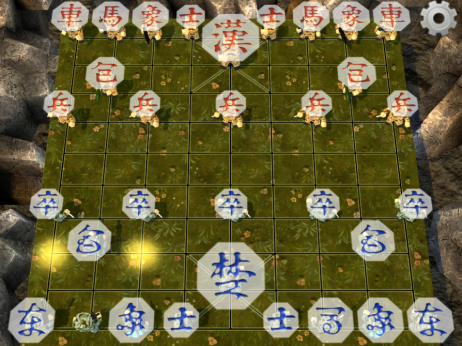 車 馬 象 士 漢 士 馬 象 車
包 包
兵 兵 兵 兵 兵
卒 卒 卒 卒 卒
包 包
楚
車 象 士 士 馬 象 車